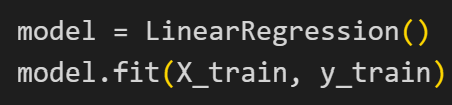 model = LinearRegression()
model.fit(X_train, y_train)